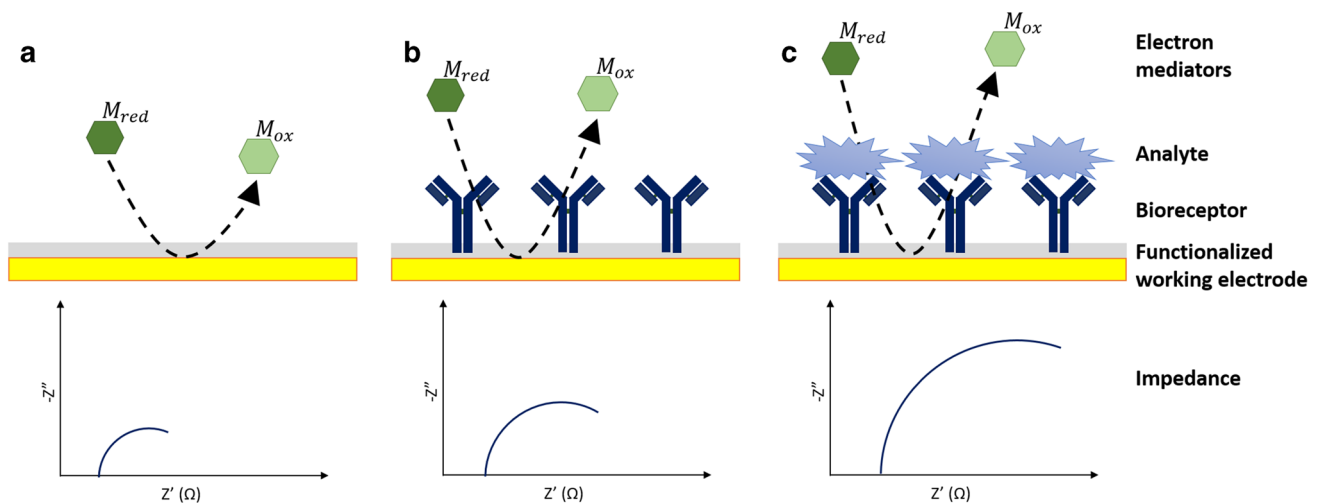 a
M_red
M_ox
-Z″
Z' (Ω)
b
M_red
M_ox
-Z″
Z' (Ω)
c
M_red
M_ox
-Z″
Z' (Ω)
Electron
mediators
Analyte
Bioreceptor
Functionalized
working electrode
Impedance